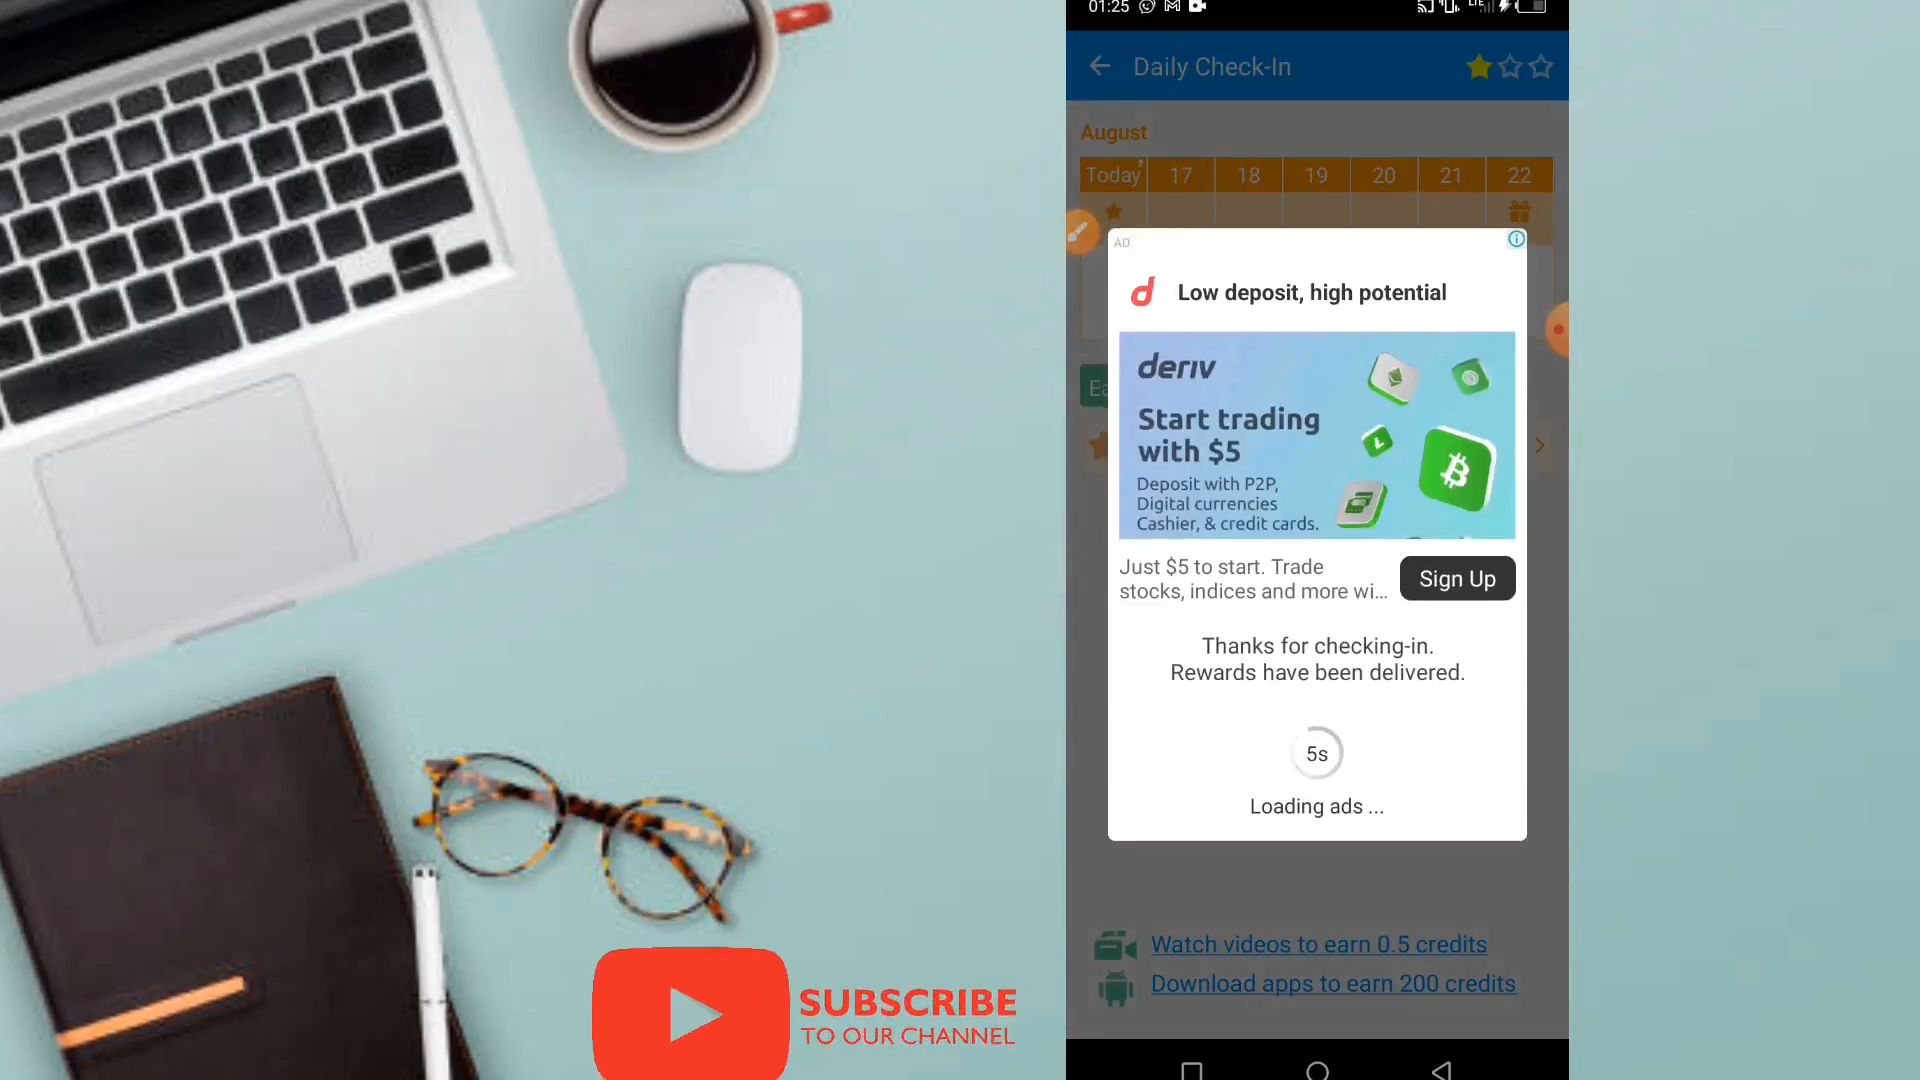 01:25
LTE
Daily Check-In
August
Today 17 18 19 20 21 22
AD
Low deposit, high potential
deriv
Start trading
with $5
Deposit with P2P,
Digital currencies
Cashier, & credit cards.
Just $5 to start. Trade
stocks, indices and more wi...
Sign Up
Thanks for checking-in.
Rewards have been delivered.
5s
Loading ads ...
Watch videos to earn 0.5 credits
Download apps to earn 200 credits
SUBSCRIBE
TO OUR CHANNEL